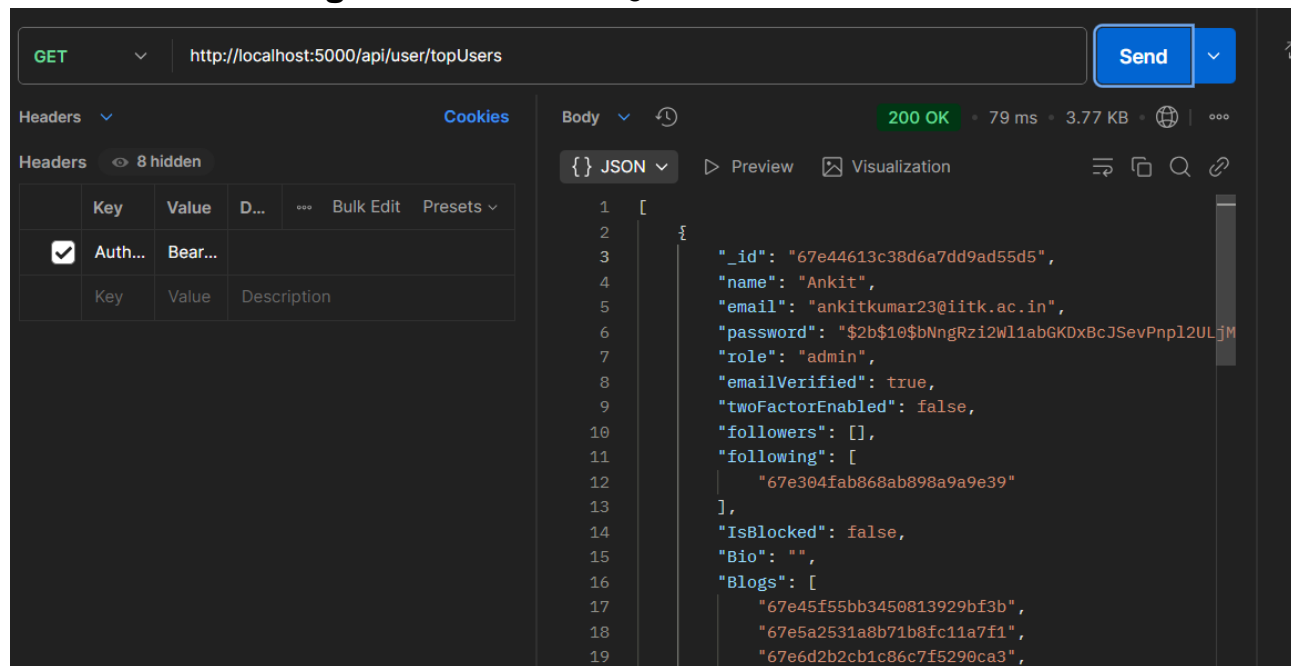 GET http://localhost:5000/api/user/topUsers Send
Headers Cookies
Headers 8 hidden
Key Value D... Bulk Edit Presets
Auth... Bear...
Key Value Description
Body 200 OK • 79 ms • 3.77 KB
{} JSON Preview Visualization
1 [
2 {
3 "_id": "67e44613c38d6a7dd9ad55d5",
4 "name": "Ankit",
5 "email": "ankitkumar23@iitk.ac.in",
6 "password": "$2b$10$bNngRzi2Wl1abGKDxBcJSevPnpl2ULjM
7 "role": "admin",
8 "emailVerified": true,
9 "twoFactorEnabled": false,
10 "followers": [],
11 "following": [
12 "67e304fab868ab898a9a9e39"
13 ],
14 "IsBlocked": false,
15 "Bio": "",
16 "Blogs": [
17 "67e45f55bb3450813929bf3b",
18 "67e5a2531a8b71b8fc11a7f1",
19 "67e6d2b2cb1c86c7f5290ca3",